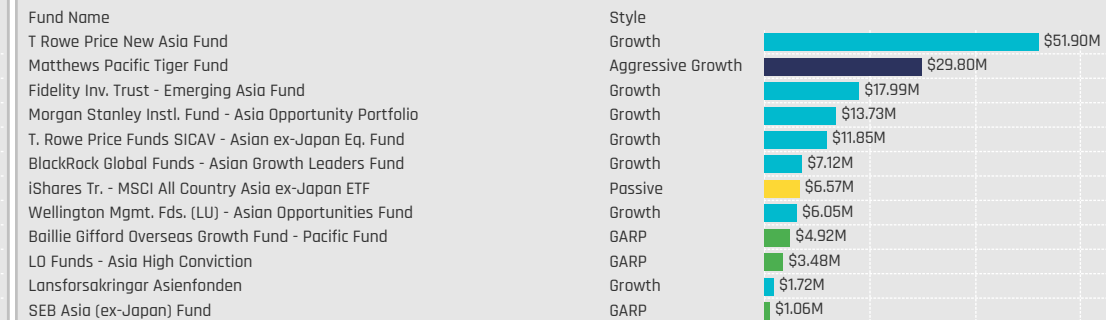 Fund Name Style
T Rowe Price New Asia Fund Growth $51.90M
Matthews Pacific Tiger Fund Aggressive Growth $29.80M
Fidelity Inv. Trust - Emerging Asia Fund Growth $17.99M
Morgan Stanley Instl. Fund - Asia Opportunity Portfolio Growth $13.73M
T. Rowe Price Funds SICAV - Asian ex-Japan Eq. Fund Growth $11.85M
BlackRock Global Funds - Asian Growth Leaders Fund Growth $7.12M
iShares Tr. - MSCI All Country Asia ex-Japan ETF Passive $6.57M
Wellington Mgmt. Fds. (LU) - Asian Opportunities Fund Growth $6.05M
Baillie Gifford Overseas Growth Fund - Pacific Fund GARP $4.92M
LO Funds - Asia High Conviction GARP $3.48M
Lansforsakringar Asienfonden Growth $1.72M
SEB Asia (ex-Japan) Fund GARP $1.06M